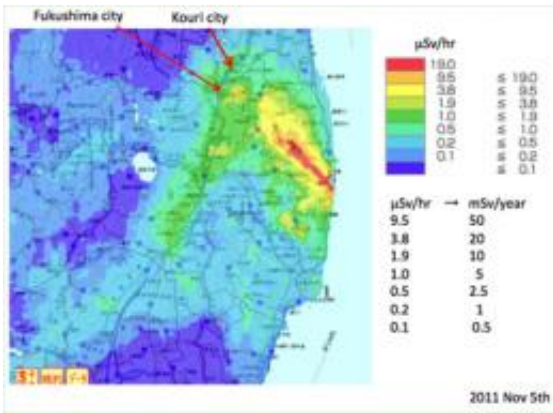 Fukushima city
Kouri city
μSv/hr
19.0
9.5 ≤ 19.0
3.8 ≤ 9.5
1.9 ≤ 3.8
1.0 ≤ 1.9
0.5 ≤ 1.0
0.2 ≤ 0.5
0.1 ≤ 0.2
≤ 0.1
μSv/hr → mSv/year
9.5 50
3.8 20
1.9 10
1.0 5
0.5 2.5
0.2 1
0.1 0.5
2011 Nov 5th